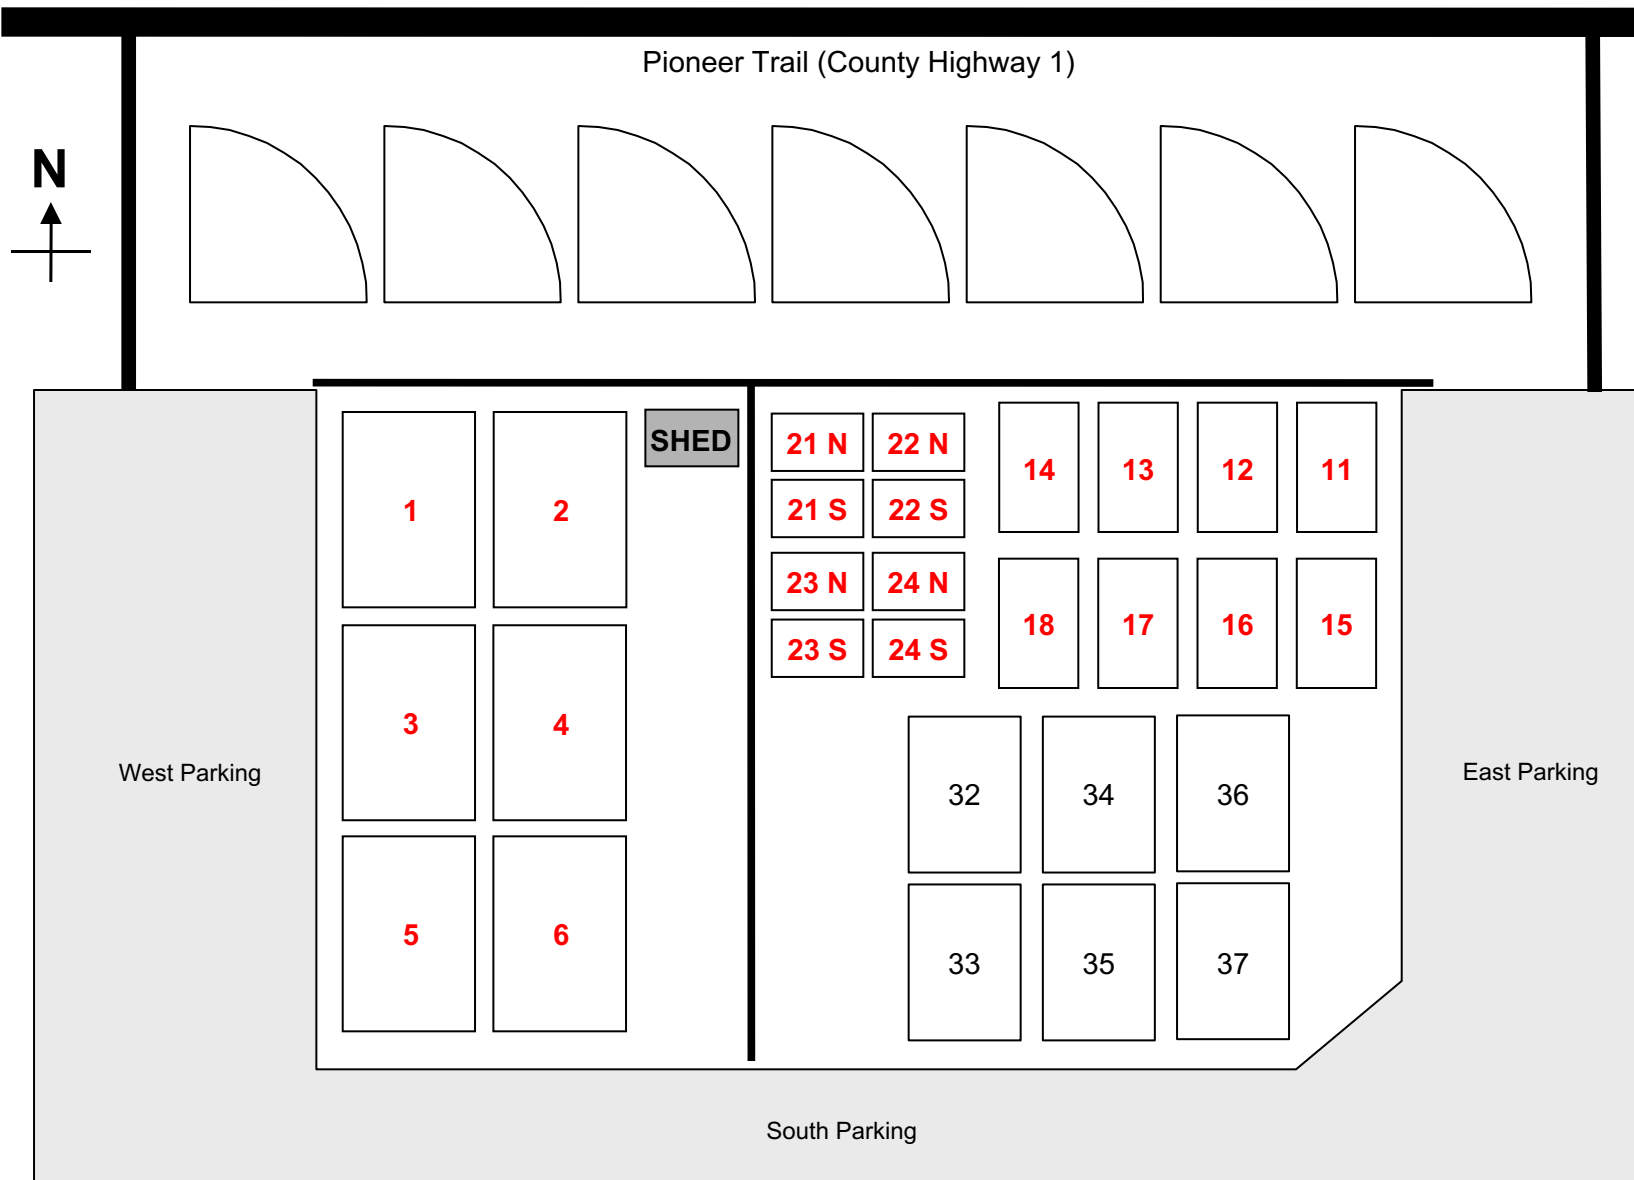 Pioneer Trail (County Highway 1)
N
SHED
21 N
22 N
14
13
12
11
1
2
21 S
22 S
23 N
24 N
18
17
16
15
23 S
24 S
3
4
West Parking
32
34
36
East Parking
5
6
33
35
37
South Parking